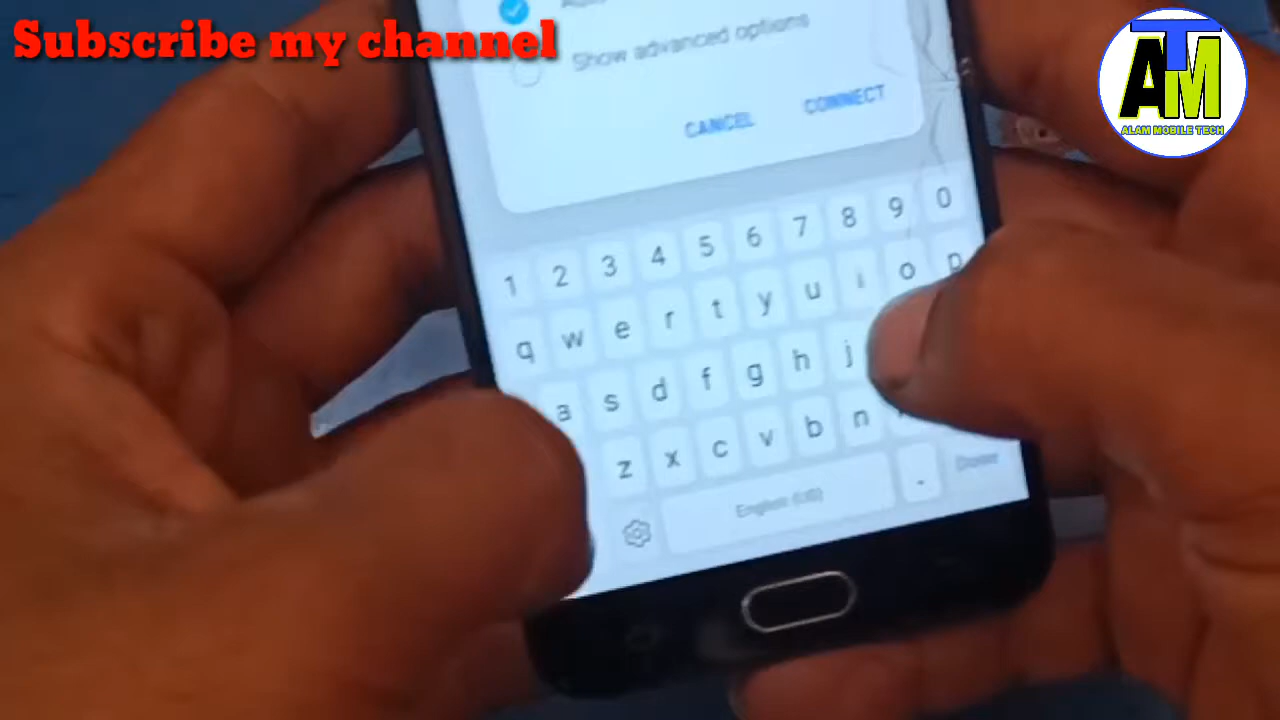 Subscribe my channel
ATM
ALAM MOBILE TECH
Show advanced options
CANCEL CONNECT
1 2 3 4 5 6 7 8 9 0
q w e r t y u i o p
a s d f g h j
z x c v b n
English (US) . Done